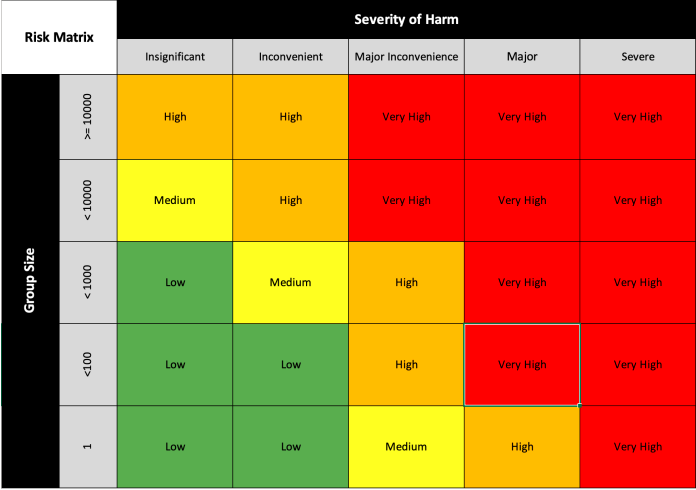 Risk Matrix
Severity of Harm
Insignificant Inconvenient Major Inconvenience Major Severe
Group Size
>= 10000 High High Very High Very High Very High
< 10000 Medium High Very High Very High Very High
< 1000 Low Medium High Very High Very High
<100 Low Low High Very High Very High
1 Low Low Medium High Very High